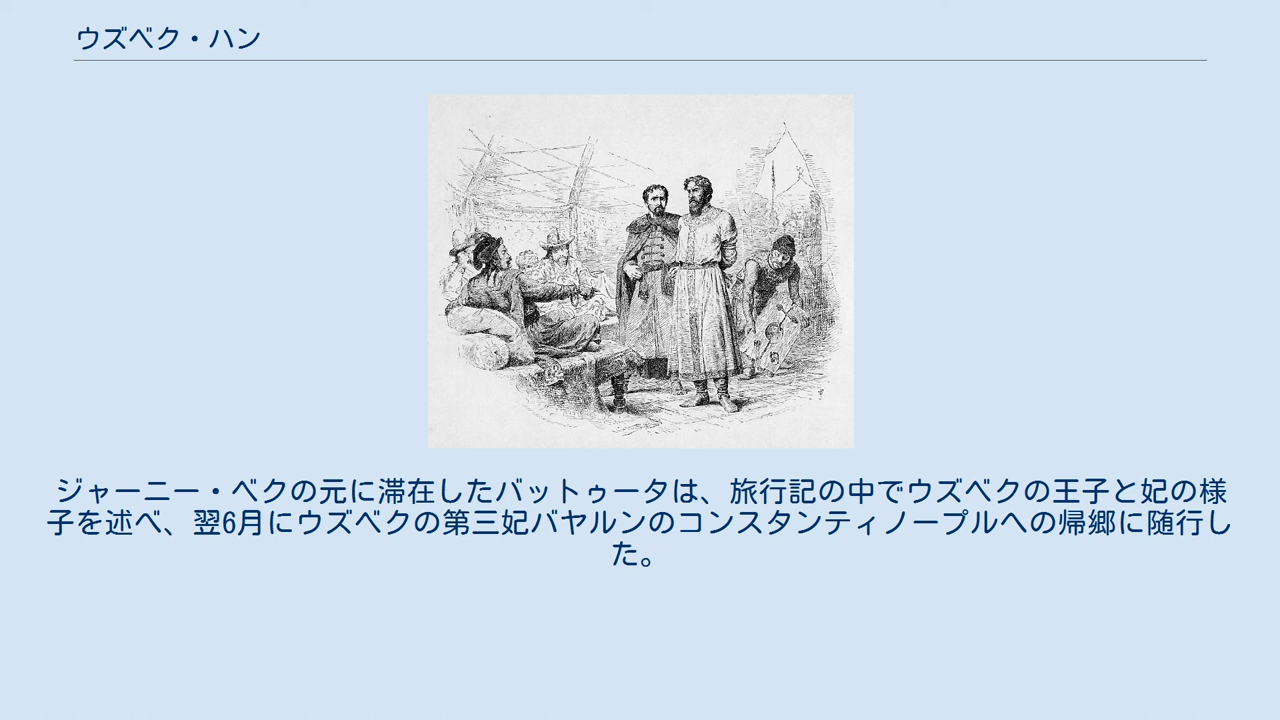 ウズベク・ハン
ジャーニー・ベクの元に滞在したバットゥータは、旅行記の中でウズベクの王子と妃の様
子を述べ、翌6月にウズベクの第三妃バヤルンのコンスタンティノープルへの帰郷に随行し
た。